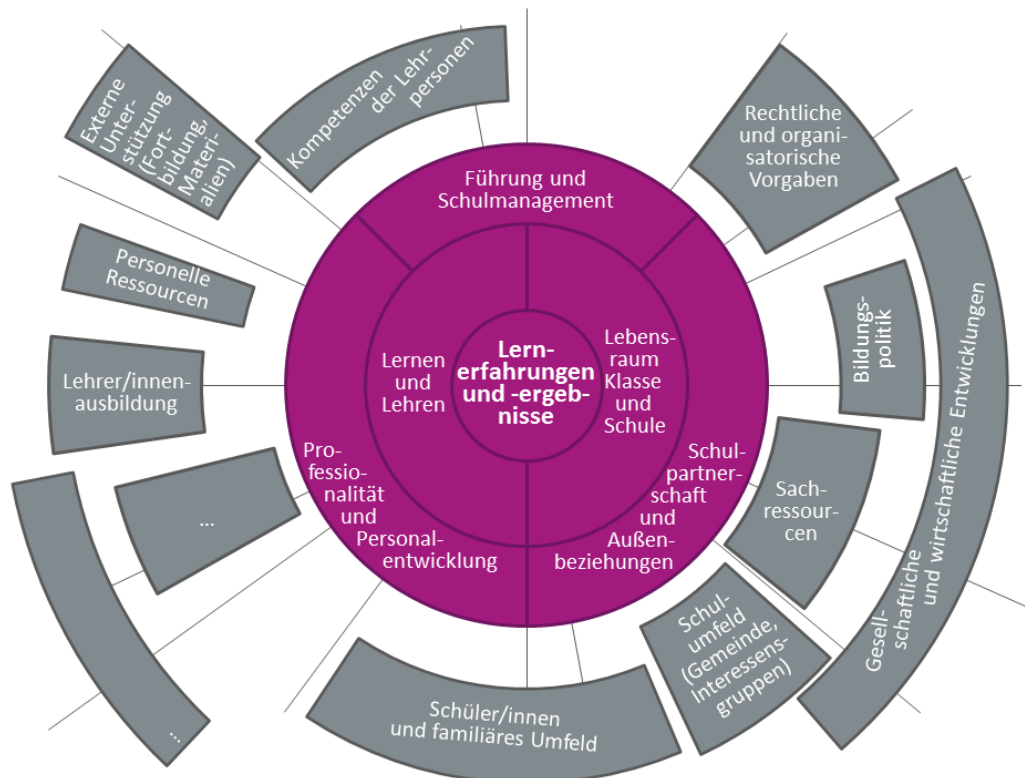 Externe
Unter-
stützung
(Fort-
bildung,
Materi-
alien)
Kompetenzen
der Lehr-
personen
Rechtliche
und organi-
satorische
Vorgaben
Führung und
Schulmanagement
Personelle
Ressourcen
Lehrer/innen-
ausbildung
...
...
Lernen
und
Lehren
Lern-
erfahrungen
und -ergeb-
nisse
Lebens-
raum
Klasse
und
Schule
Bildungs-
politik
Gesell-
schaftliche
und wirtschaftliche Entwicklungen
Pro-
fessio-
nalität
und
Personal-
entwicklung
Schul-
partner-
schaft
und
Außen-
beziehungen
Sach-
ressour-
cen
Schul-
umfeld
(Gemeinde,
Interessens-
gruppen)
Schüler/innen
und familiäres Umfeld